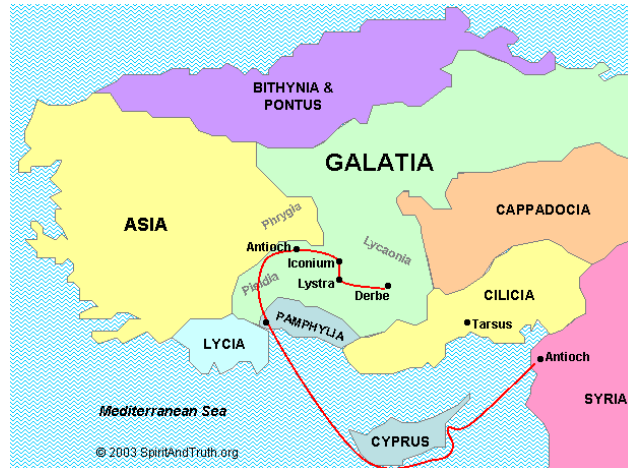 BITHYNIA &
PONTUS
GALATIA
CAPPADOCIA
ASIA
Phrygia
Lycaonia
Antioch
Iconium
Lystra
Derbe
Pisidia
PAMPHYLIA
LYCIA
CILICIA
Tarsus
Antioch
SYRIA
CYPRUS
Mediterranean Sea
© 2003 SpiritAndTruth.org